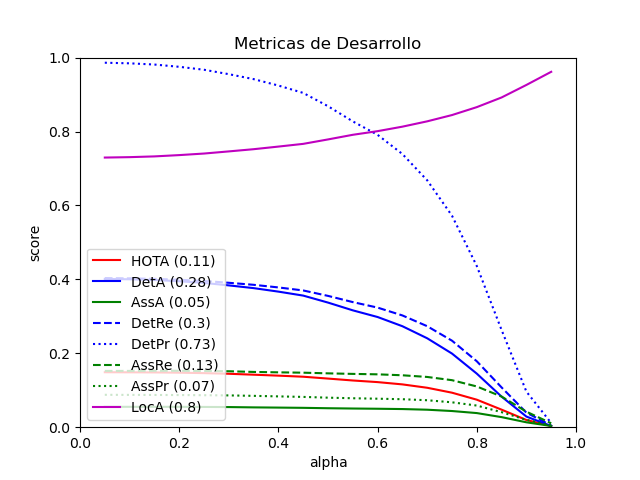 Metricas de Desarrollo
score
1.0
0.8
0.6
0.4
0.2
0.0
HOTA (0.11)
DetA (0.28)
AssA (0.05)
DetRe (0.3)
DetPr (0.73)
AssRe (0.13)
AssPr (0.07)
LocA (0.8)
0.0 0.2 0.4 0.6 0.8 1.0
alpha